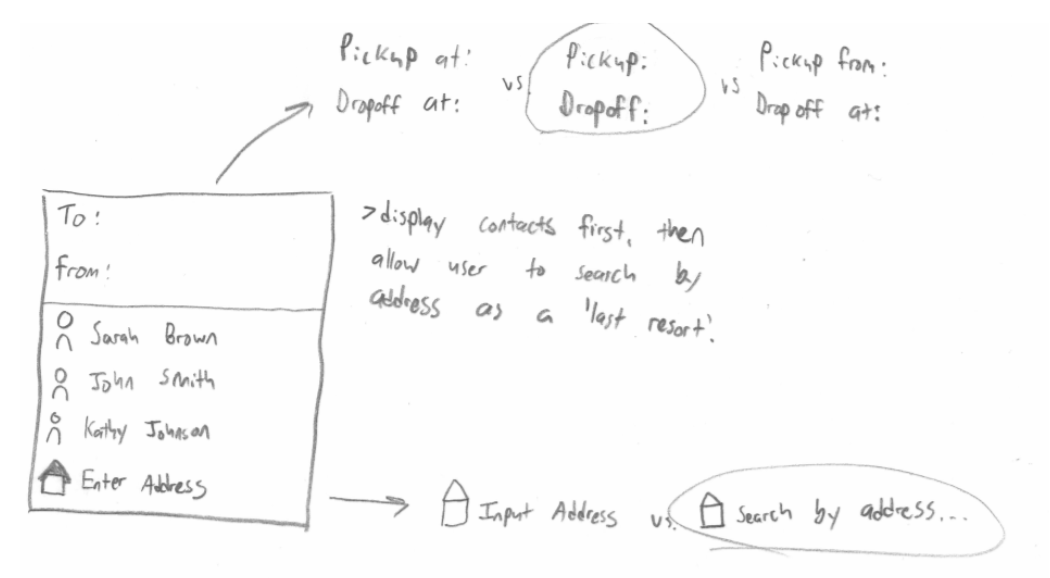 Pickup at:
Dropoff at:
vs
Pickup:
Dropoff:
vs
Pickup from:
Dropoff at:
To:
from:
Sarah Brown
John Smith
Kathy Johnson
Enter Address
>display contacts first, then
allow user to search by
address as a 'last resort'.
Input Address vs. Search by address...